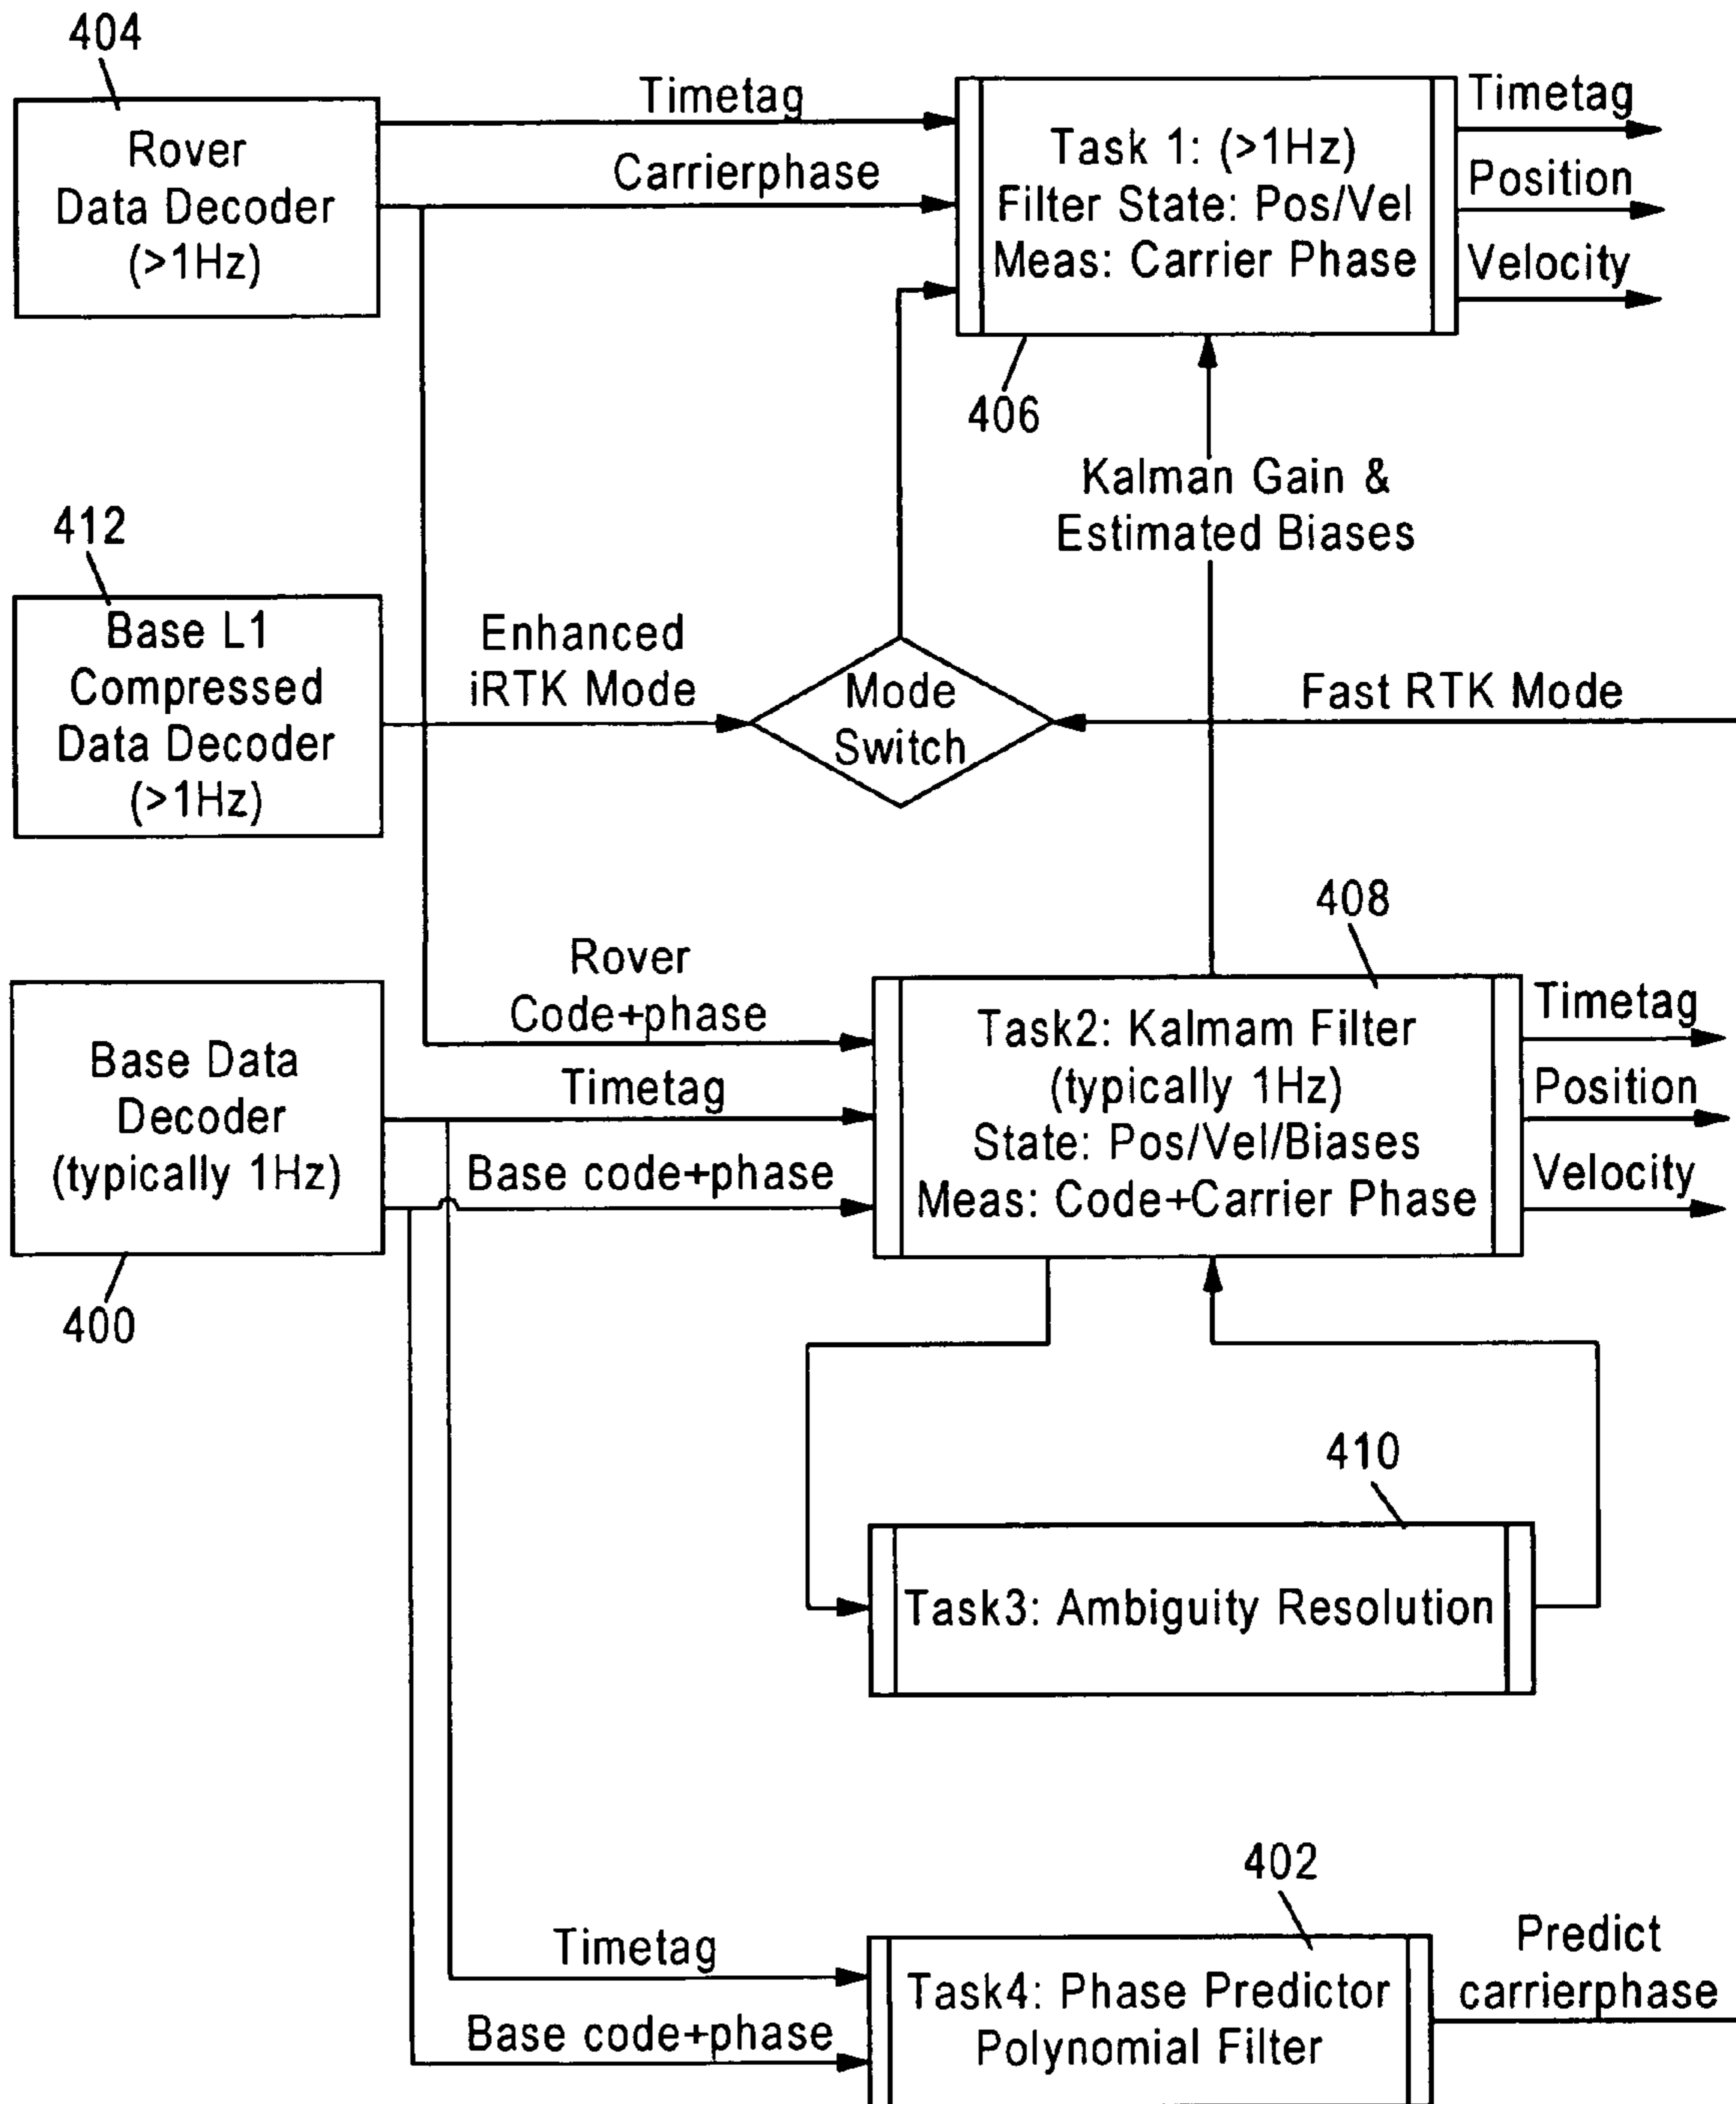 404
Rover
Data Decoder
(>1Hz)
Timetag
Carrierphase
Task 1: (>1Hz)
Filter State: Pos/Vel
Meas: Carrier Phase
Timetag
Position
Velocity
406
Kalman Gain &
Estimated Biases
412
Base L1
Compressed
Data Decoder
(>1Hz)
Enhanced
iRTK Mode
Mode
Switch
Fast RTK Mode
408
Rover
Code+phase
Timetag
Base code+phase
Base Data
Decoder
(typically 1Hz)
400
Task2: Kalmam Filter
(typically 1Hz)
State: Pos/Vel/Biases
Meas: Code+Carrier Phase
Timetag
Position
Velocity
410
Task3: Ambiguity Resolution
402
Timetag
Base code+phase
Task4: Phase Predictor
Polynomial Filter
Predict
carrierphase